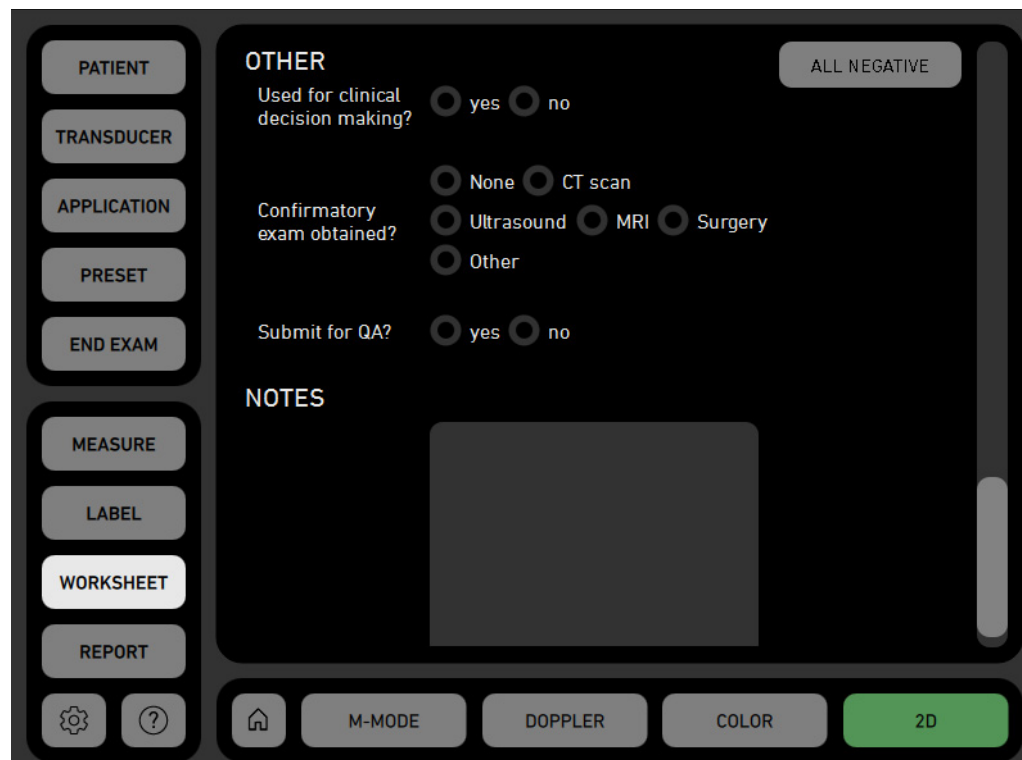 PATIENT
TRANSDUCER
APPLICATION
PRESET
END EXAM
MEASURE
LABEL
WORKSHEET
REPORT
?
OTHER
ALL NEGATIVE
Used for clinical
decision making?
yes no
Confirmatory
exam obtained?
None CT scan
Ultrasound MRI Surgery
Other
Submit for QA? yes no
NOTES
M-MODE DOPPLER COLOR 2D